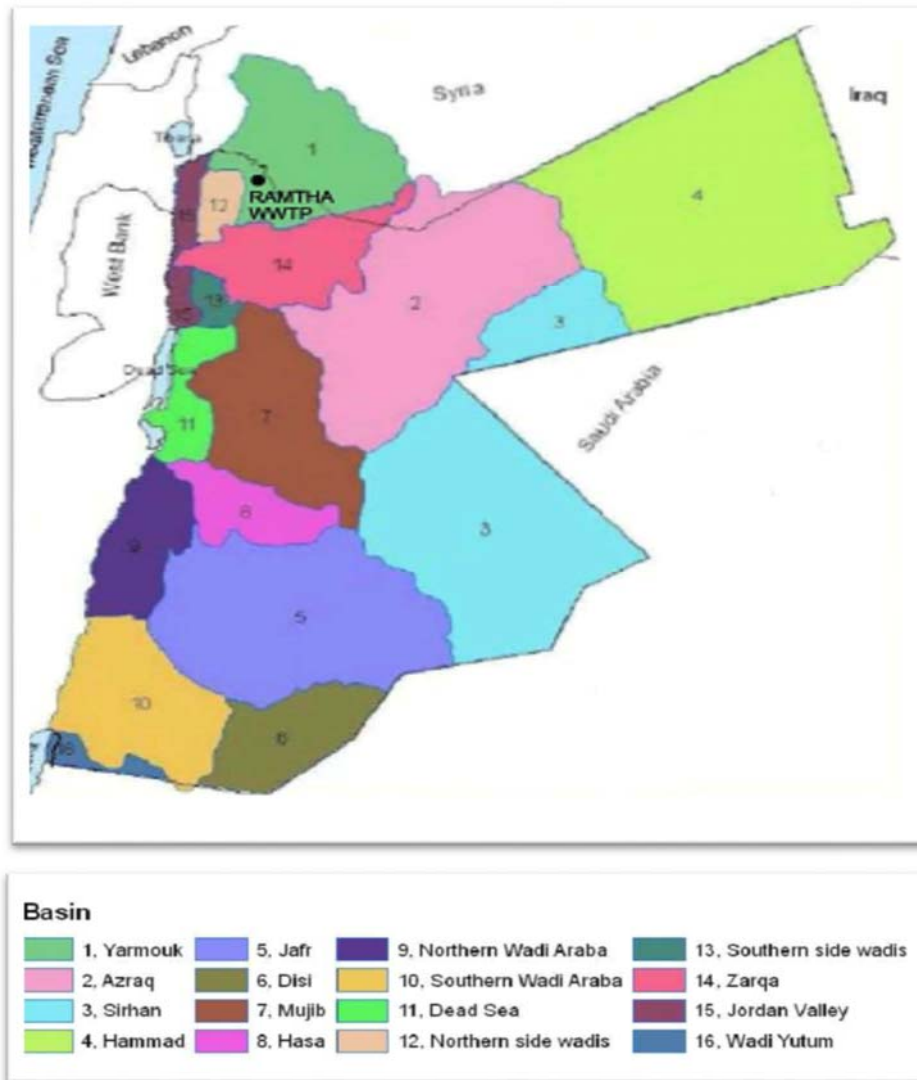 Lebanon
Syria
Iraq
1
RAMTHA
WWTP
12
4
West Bank
14
13
2
3
15
Dead Sea
Saudi Arabia
7
11
8
3
9
5
10
6
16
Basin
1, Yarmouk
2, Azraq
3, Sirhan
4, Hammad
5, Jafr
6, Disi
7, Mujib
8, Hasa
9, Northern Wadi Araba
10, Southern Wadi Araba
11, Dead Sea
12, Northern side wadis
13, Southern side wadis
14, Zarqa
15, Jordan Valley
16, Wadi Yutum